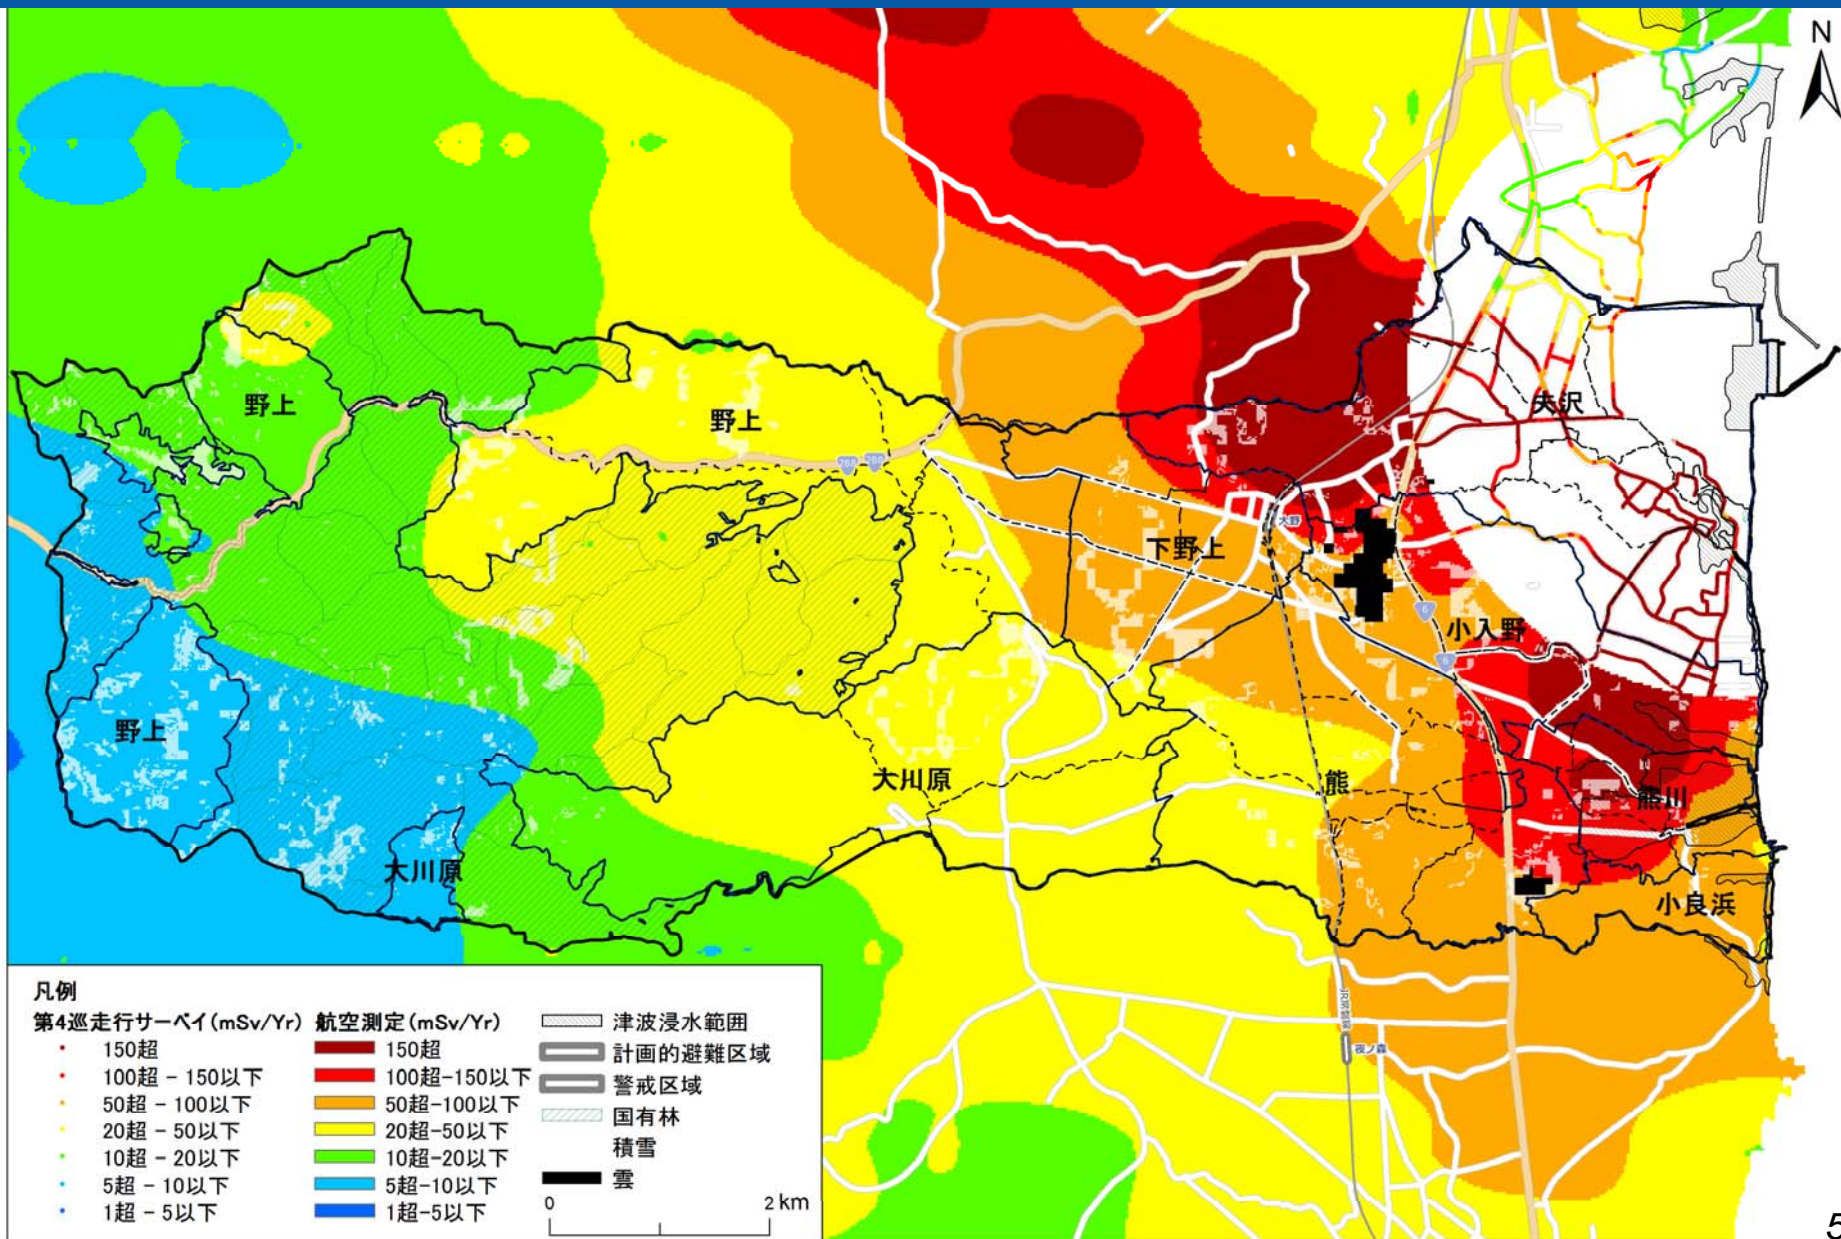 N
野上
野上
夫沢
288 288
大野
下野上
6
小入野
6
野上
大川原
熊
熊川
大川原
小良浜
夜ノ森
凡例
第4巡走行サーベイ(mSv/Yr) 航空測定(mSv/Yr)
150超 150超
100超 - 150以下 100超-150以下
50超 - 100以下 50超-100以下
20超 - 50以下 20超-50以下
10超 - 20以下 10超-20以下
5超 - 10以下 5超-10以下
1超 - 5以下 1超-5以下
津波浸水範囲
計画的避難区域
警戒区域
国有林
積雪
雲
0 2 km
5